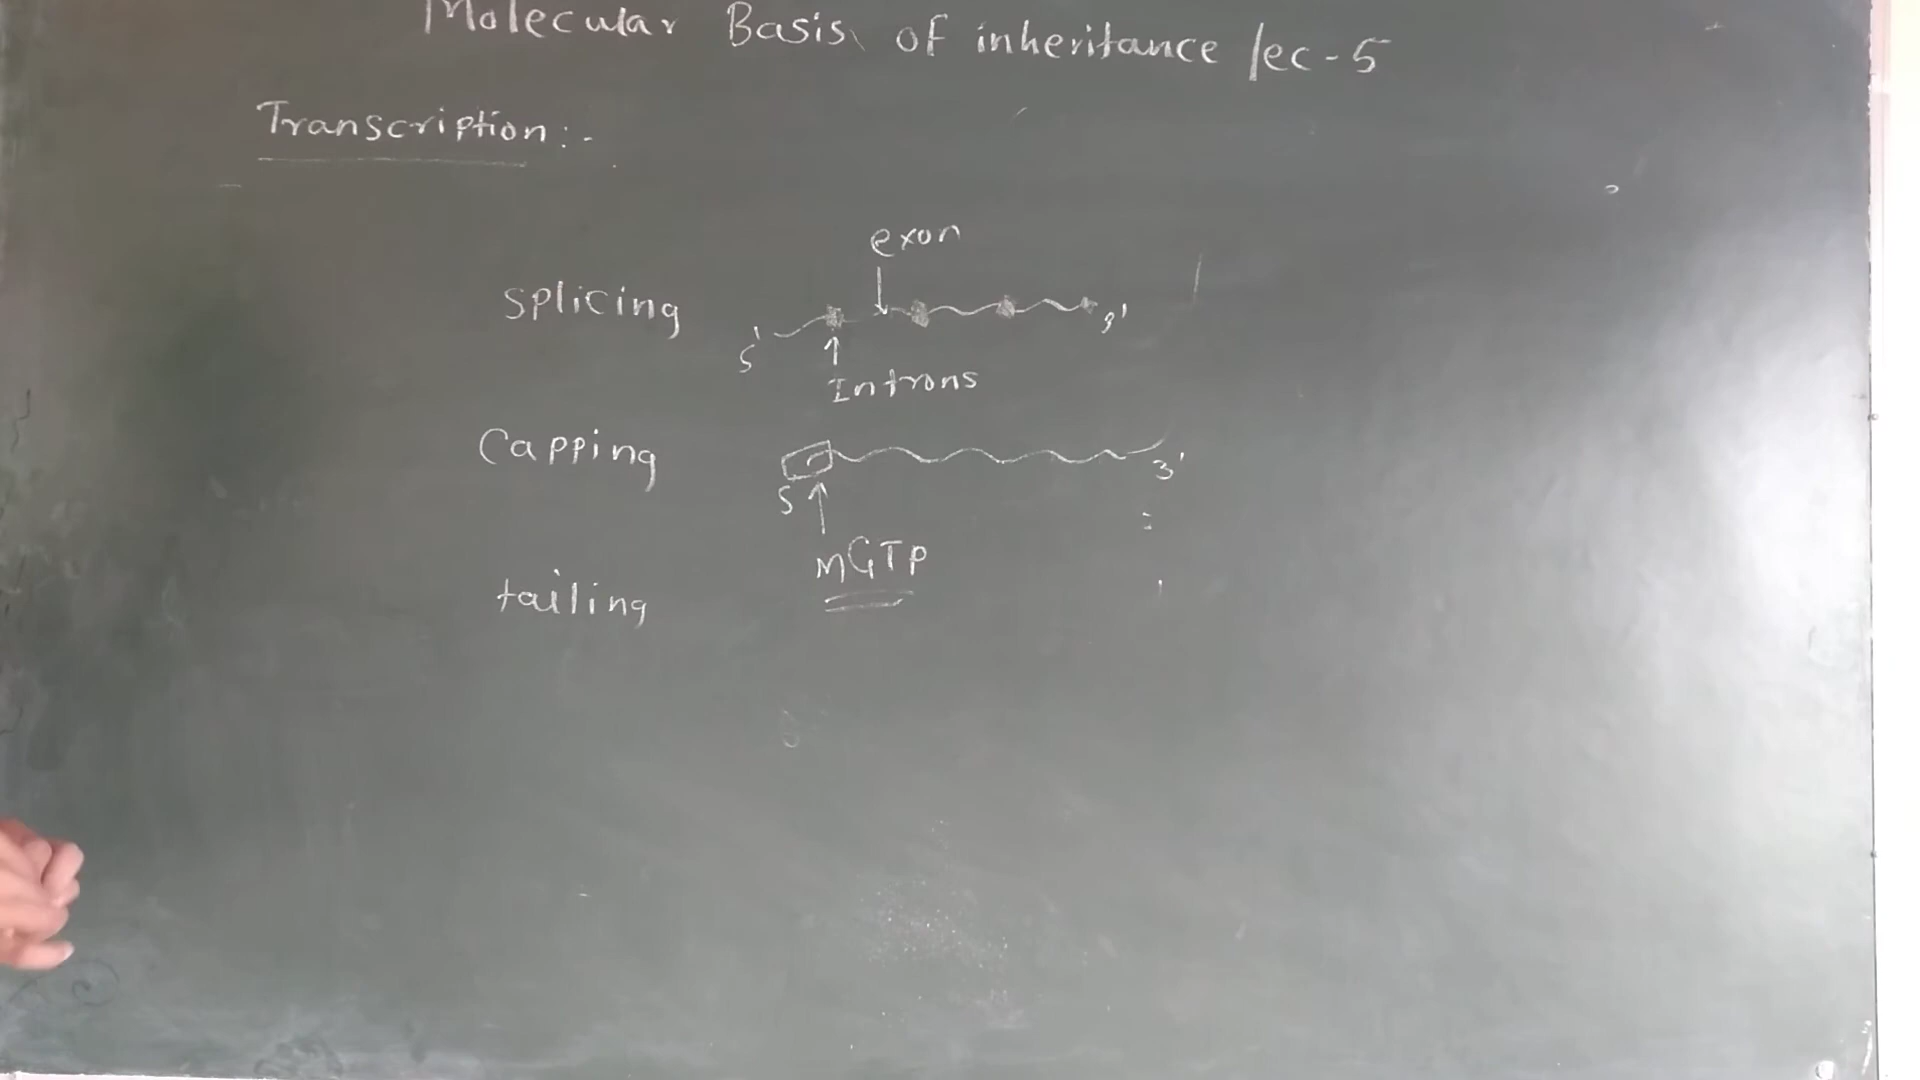 Molecular Basis of inheritance lec-5
Transcription:-
exon
splicing
5' 3'
Introns
Capping
5 3'
mGTP
tailing